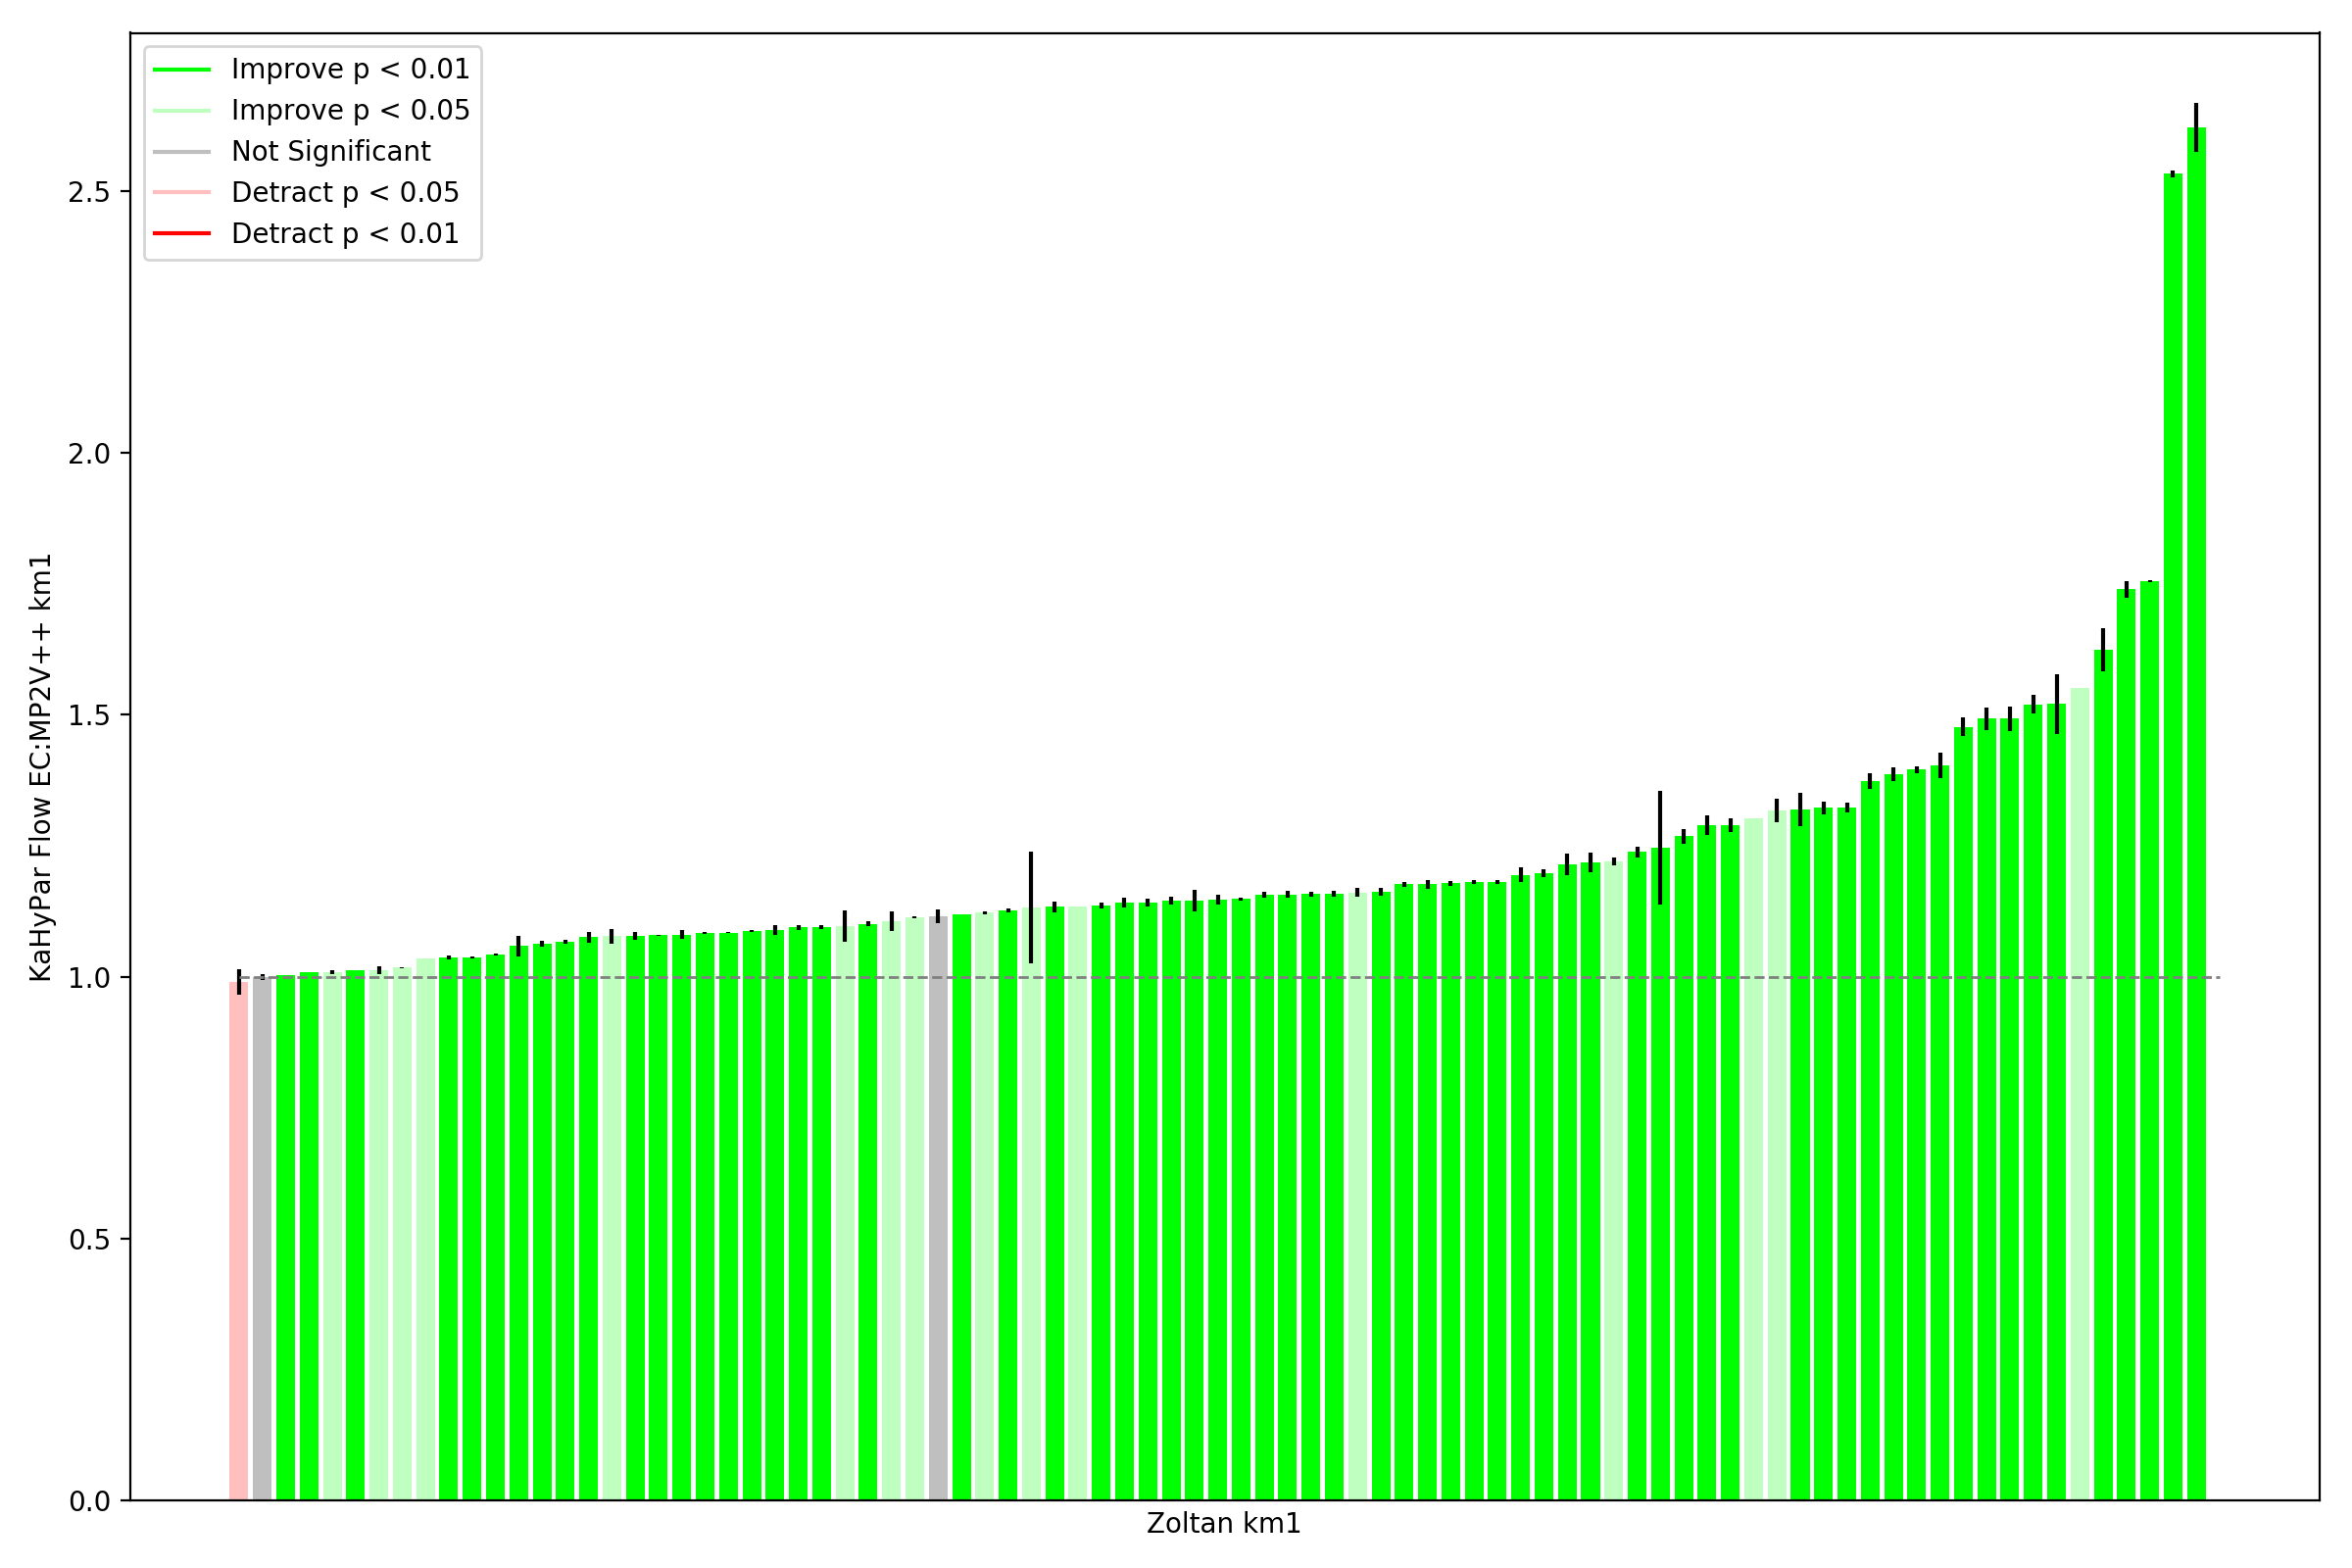 Improve p < 0.01
Improve p < 0.05
Not Significant
Detract p < 0.05
Detract p < 0.01
2.5
2.0
1.5
1.0
0.5
0.0
KaHyPar Flow EC:MP2V++ km1
Zoltan km1